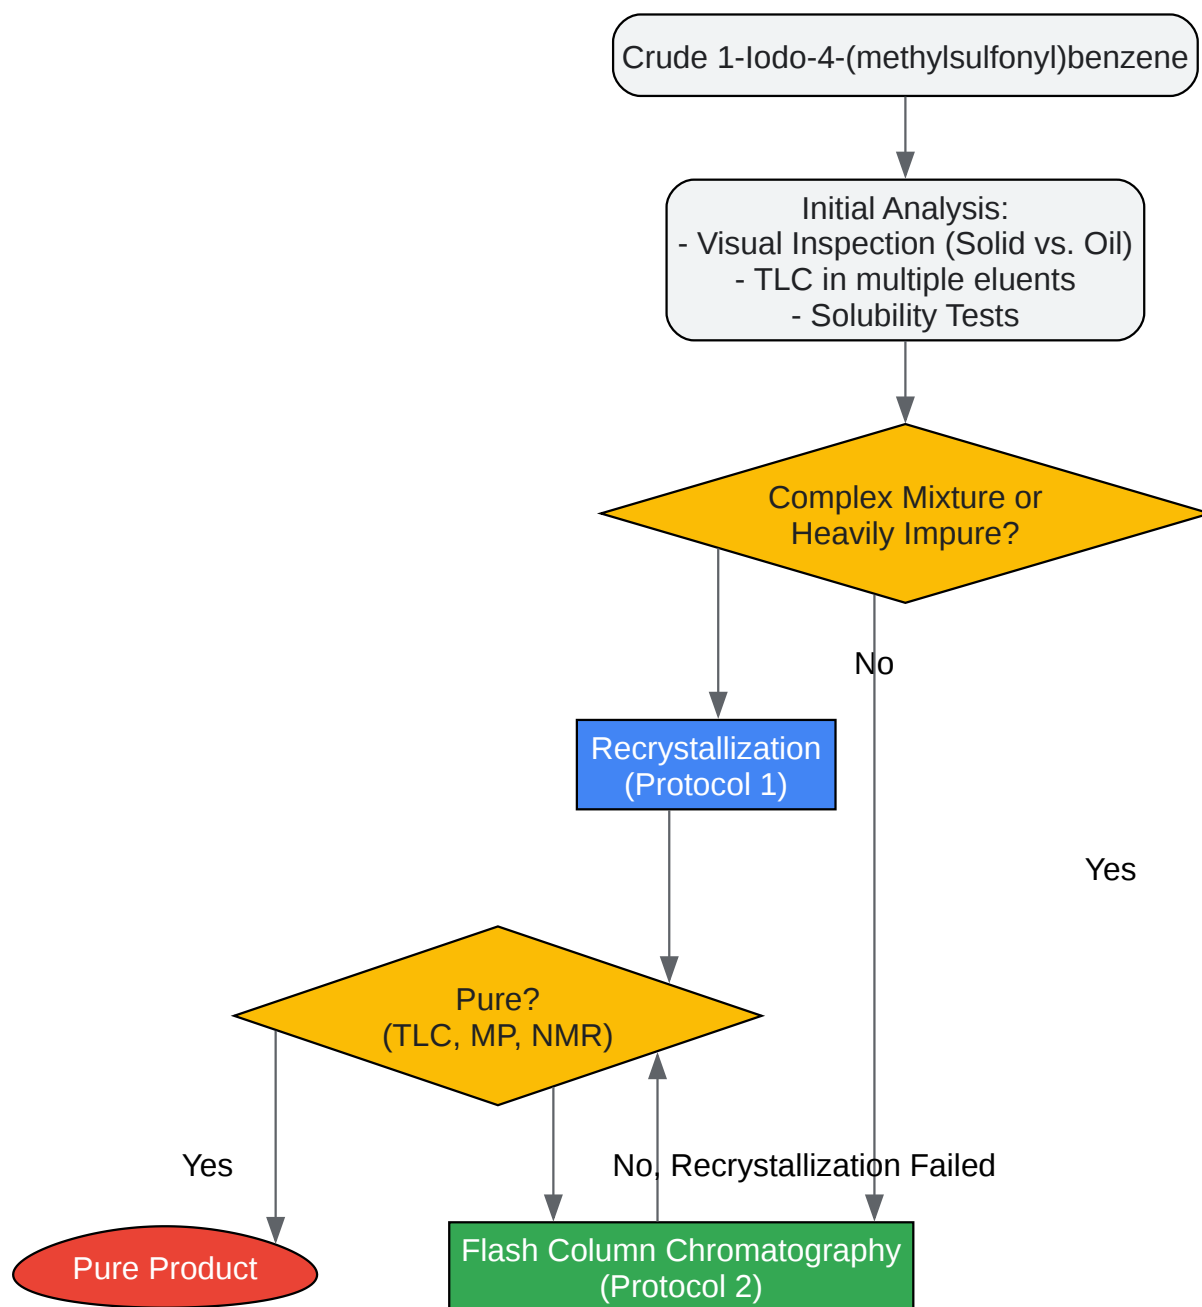 Crude 1-Iodo-4-(methylsulfonyl)benzene
Initial Analysis:
- Visual Inspection (Solid vs. Oil)
- TLC in multiple eluents
- Solubility Tests
Complex Mixture or
Heavily Impure?
No
Recrystallization
(Protocol 1)
Yes
Pure?
(TLC, MP, NMR)
Yes
No, Recrystallization Failed
Pure Product
Flash Column Chromatography
(Protocol 2)